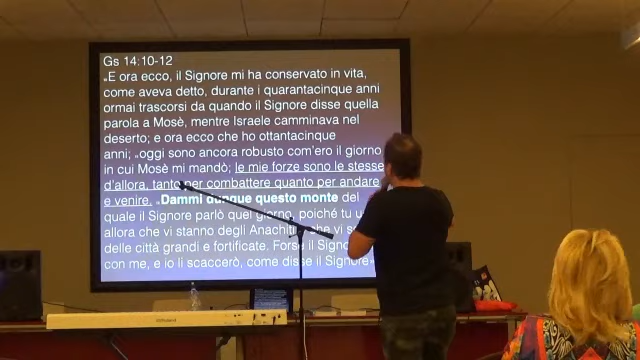 Gs 14:10-12
„E ora ecco, il Signore mi ha conservato in vita,
come aveva detto, durante i quarantacinque anni
ormai trascorsi da quando il Signore disse quella
parola a Mosè, mentre Israele camminava nel
deserto; e ora ecco che ho ottantacinque
anni; „oggi sono ancora robusto com'ero il giorno
in cui Mosè mi mandò; le mie forze sono le stesse
d'allora, tanto per combattere quanto per andare
e venire. „Dammi dunque questo monte del
quale il Signore parlò quel giorno, poiché tu
allora che vi stanno degli Anachiti, che vi
delle città grandi e fortificate. Forse il
con me, e io li scaccerò, come disse il Signore
Roland